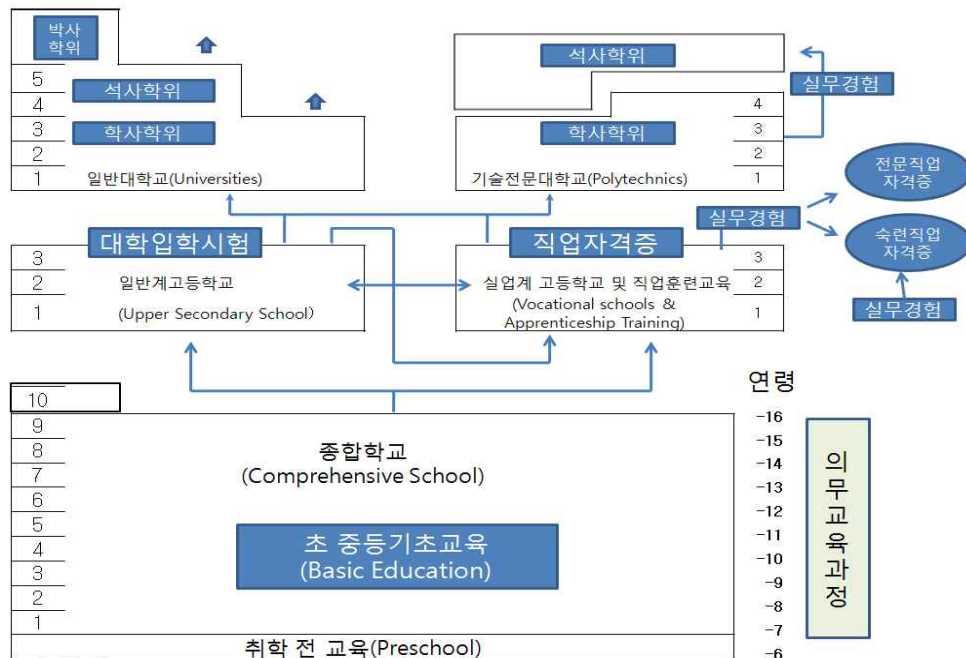 박사
학위
5
4
3
2
1
석사학위
학사학위
일반대학교(Universities)
석사학위
실무경험
4
3
2
1
학사학위
기술전문대학교(Polytechnics)
전문직업
자격증
실무경험
숙련직업
자격증
실무경험
대학입학시험
3
2
1
일반계고등학교
(Upper Secondary School)
직업자격증
3
2
1
실업계 고등학교 및 직업훈련교육
(Vocational schools &
Apprenticeship Training)
연령
10
9
8
7
6
5
4
3
2
1
종합학교
(Comprehensive School)
초 중등기초교육
(Basic Education)
취학 전 교육(Preschool)
-16
-15
-14
-13
-12
-11
-10
-9
-8
-7
-6
의
무
교
육
과
정